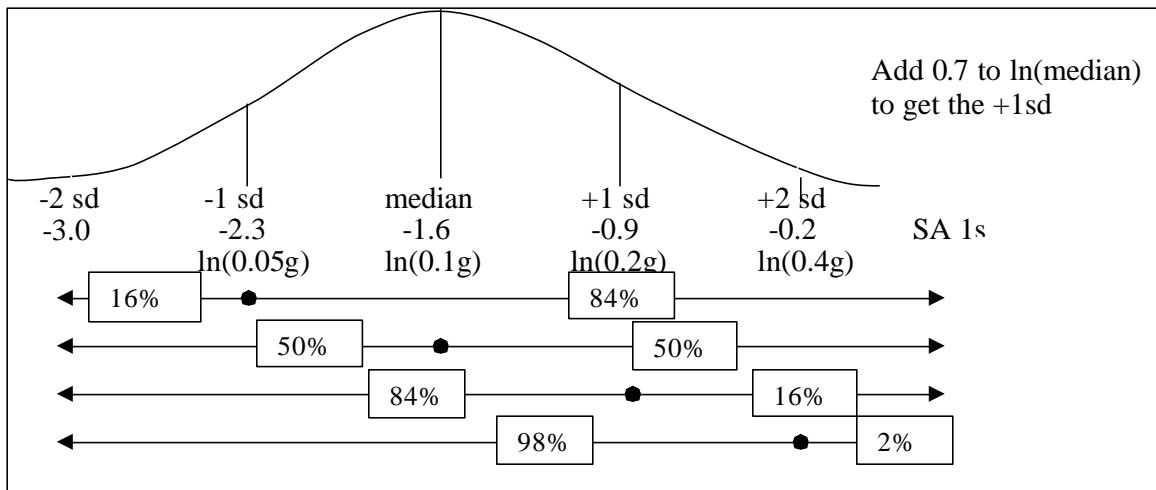 Add 0.7 to ln(median)
to get the +1sd
-2 sd -1 sd median +1 sd +2 sd
-3.0 -2.3 -1.6 -0.9 -0.2 SA 1s
ln(0.05g) ln(0.1g) ln(0.2g) ln(0.4g)
16% 84%
50% 50%
84% 16%
98% 2%